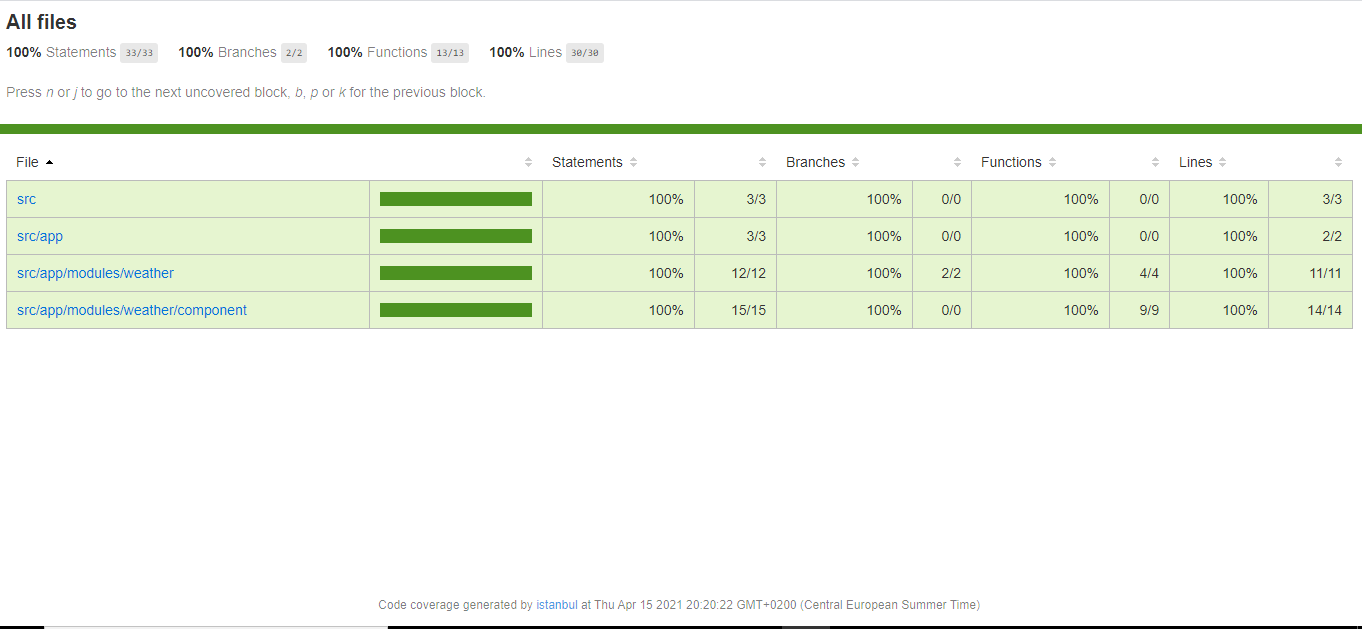 All files
100% Statements 33/33 100% Branches 2/2 100% Functions 13/13 100% Lines 30/30
Press n or j to go to the next uncovered block, b, p or k for the previous block.
File Statements Branches Functions Lines
src 100% 3/3 100% 0/0 100% 0/0 100% 3/3
src/app 100% 3/3 100% 0/0 100% 0/0 100% 2/2
src/app/modules/weather 100% 12/12 100% 2/2 100% 4/4 100% 11/11
src/app/modules/weather/component 100% 15/15 100% 0/0 100% 9/9 100% 14/14
Code coverage generated by istanbul at Thu Apr 15 2021 20:20:22 GMT+0200 (Central European Summer Time)